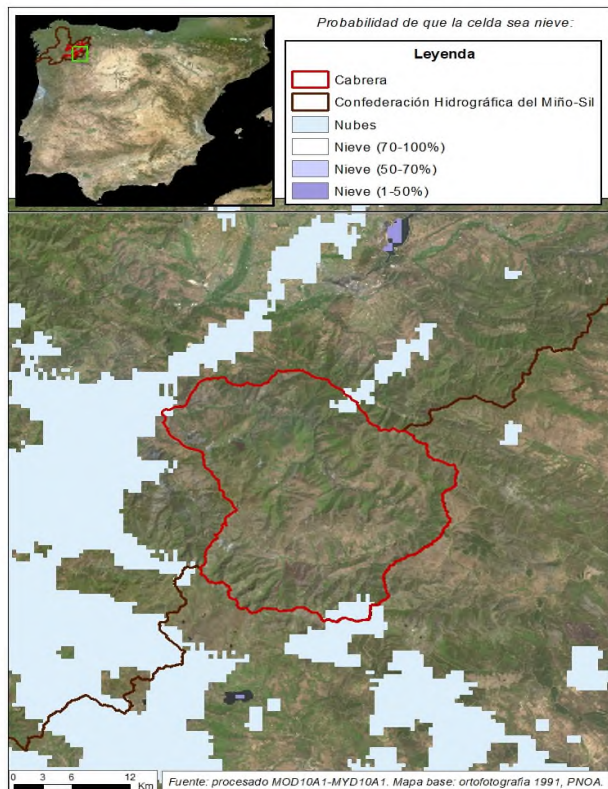 Probabilidad de que la celda sea nieve:
Leyenda
Cabrera
Confederación Hidrográfica del Miño-Sil
Nubes
Nieve (70-100%)
Nieve (50-70%)
Nieve (1-50%)
0 3 6 12
Km
Fuente: procesado MOD10A1-MYD10A1. Mapa base: ortofotografía 1991, PNOA.